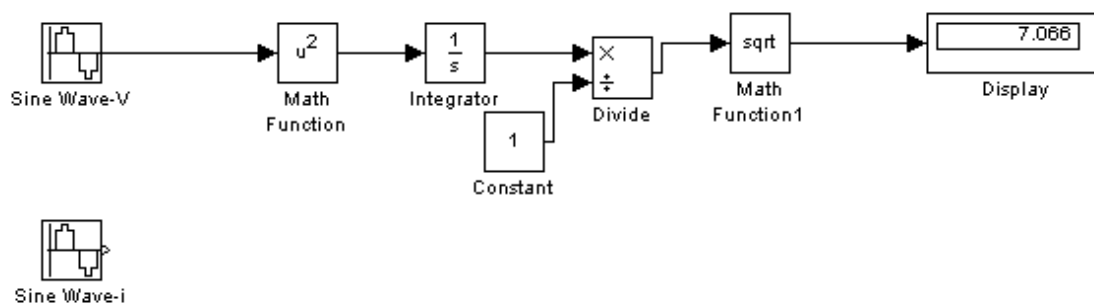 u²
1
s
×
÷
sqrt
7.066
Sine Wave-V
Math
Function
Integrator
Divide
Math
Function1
Display
1
Constant
Sine Wave-i